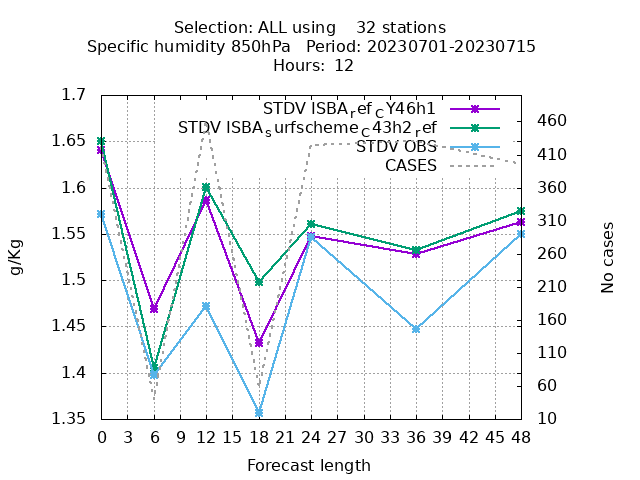 Selection: ALL using 32 stations
Specific humidity 850hPa Period: 20230701-20230715
Hours: 12
STDV ISBA_ref_CY46h1
STDV ISBA_surfscheme_C43h2_ref
STDV OBS
CASES
1.7
1.65
1.6
1.55
1.5
1.45
1.4
1.35
g/Kg
460
410
360
310
260
210
160
110
60
10
No cases
0 3 6 9 12 15 18 21 24 27 30 33 36 39 42 45 48
Forecast length